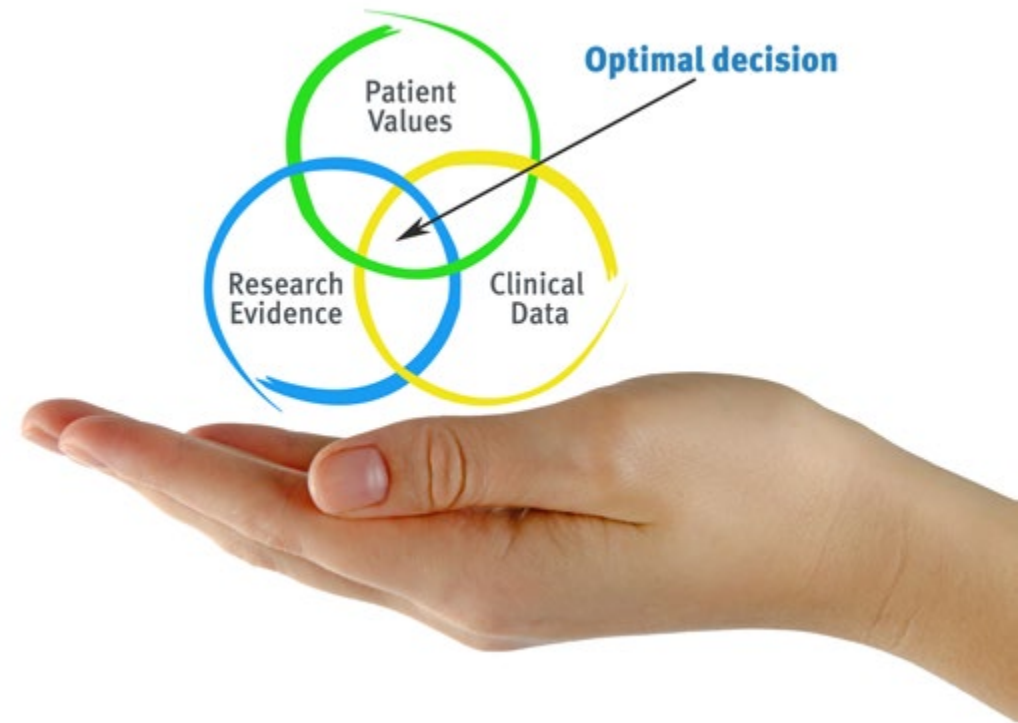 Optimal decision
Patient
Values
Research
Evidence
Clinical
Data